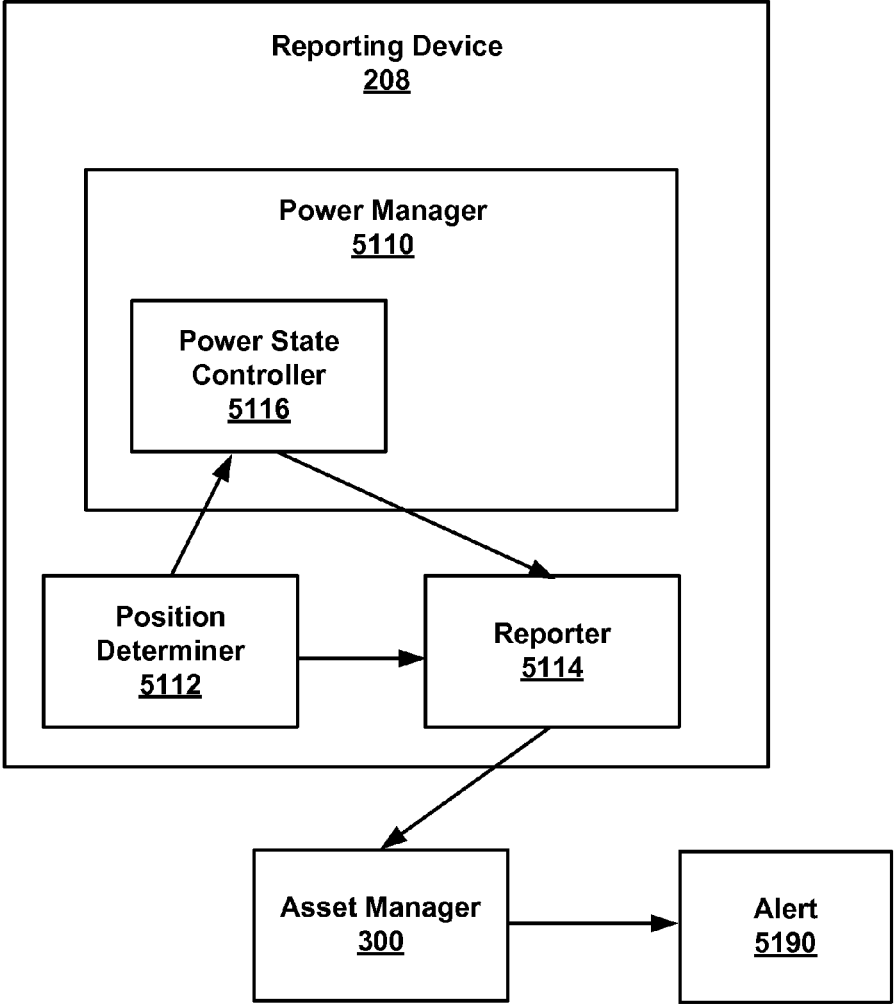 Reporting Device
208
Power Manager
5110
Power State
Controller
5116
Position
Determiner
5112
Reporter
5114
Asset Manager
300
Alert
5190